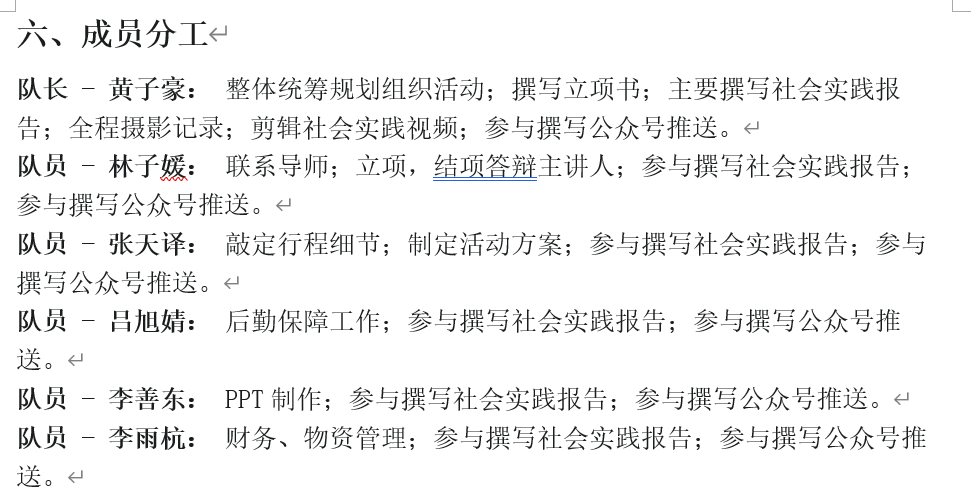 六、成员分工
队长 – 黄子豪： 整体统筹规划组织活动；撰写立项书；主要撰写社会实践报
告；全程摄影记录；剪辑社会实践视频；参与撰写公众号推送。
队员 – 林子媛： 联系导师；立项，结项答辩主讲人；参与撰写社会实践报告；
参与撰写公众号推送。
队员 – 张天译： 敲定行程细节；制定活动方案；参与撰写社会实践报告；参与
撰写公众号推送。
队员 – 吕旭婧： 后勤保障工作；参与撰写社会实践报告；参与撰写公众号推
送。
队员 – 李善东： PPT 制作；参与撰写社会实践报告；参与撰写公众号推送。
队员 – 李雨杭： 财务、物资管理；参与撰写社会实践报告；参与撰写公众号推
送。